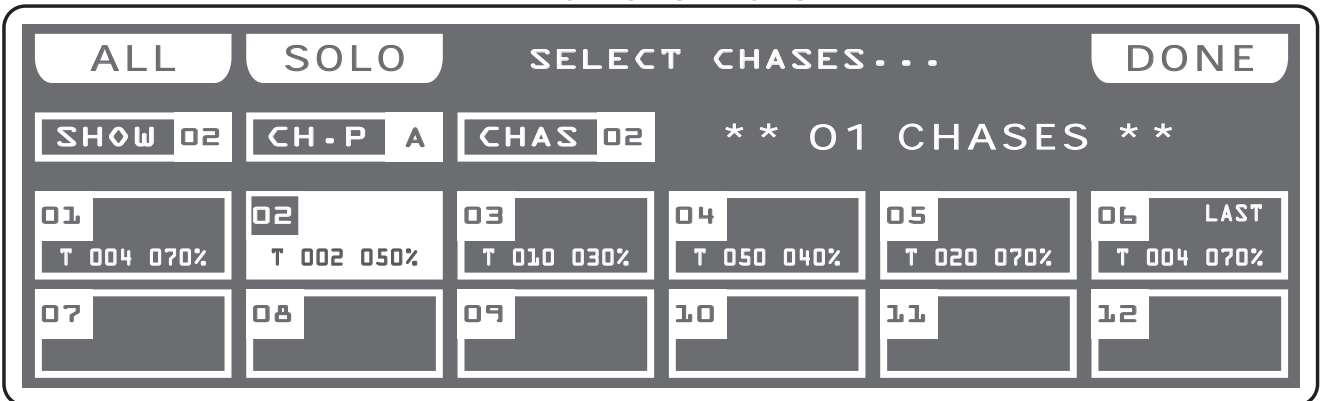 ALL SOLO SELECT CHASES... DONE
SHOW 02 CH.P A CHAS 02 ** 01 CHASES **
01 02 03 04 05 06 LAST
T 004 070% T 002 050% T 010 030% T 050 040% T 020 070% T 004 070%
07 08 09 10 11 12